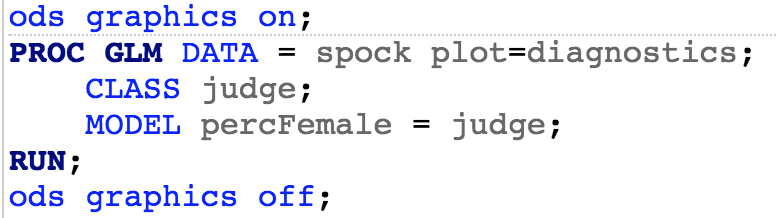 ods graphics on;
PROC GLM DATA = spock plot=diagnostics;
CLASS judge;
MODEL percFemale = judge;
RUN;
ods graphics off;